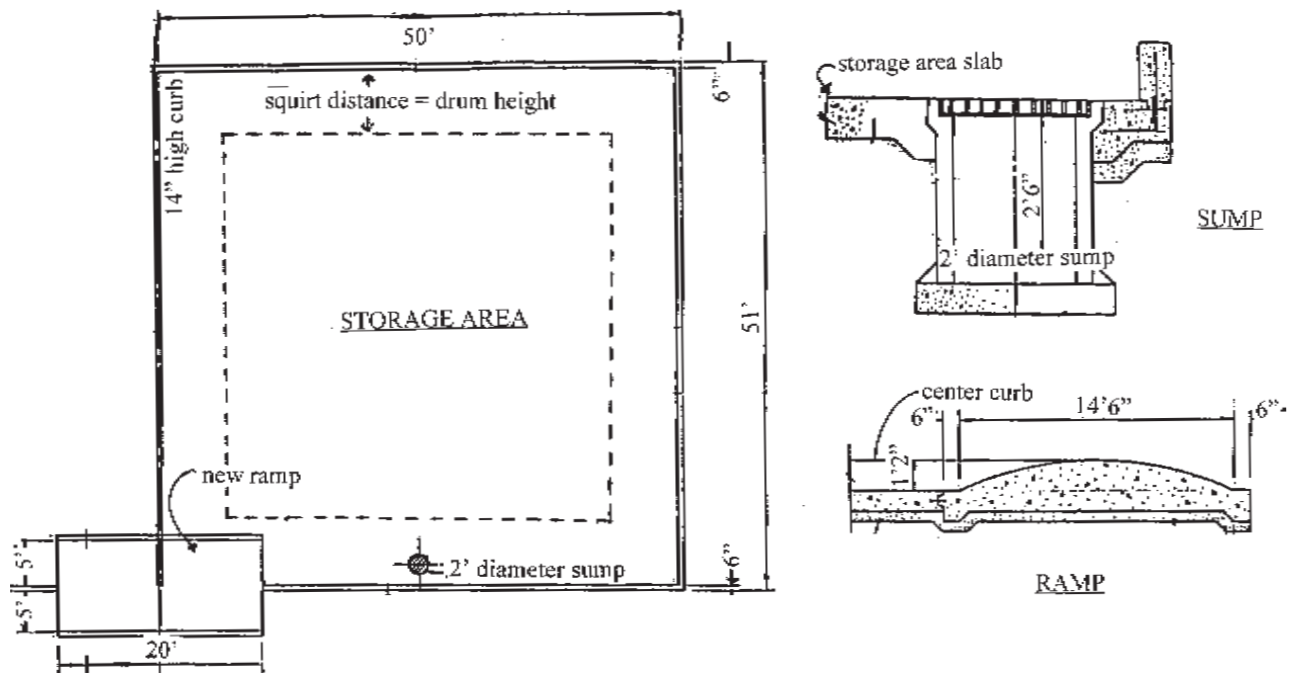 50'
squirt distance = drum height
6"
14" high curb
STORAGE AREA
51'
new ramp
5'
5'
2' diameter sump
6"
20'
storage area slab
2'6"
2' diameter sump
SUMP
center curb
6"
14'6"
6"
1'2"
RAMP